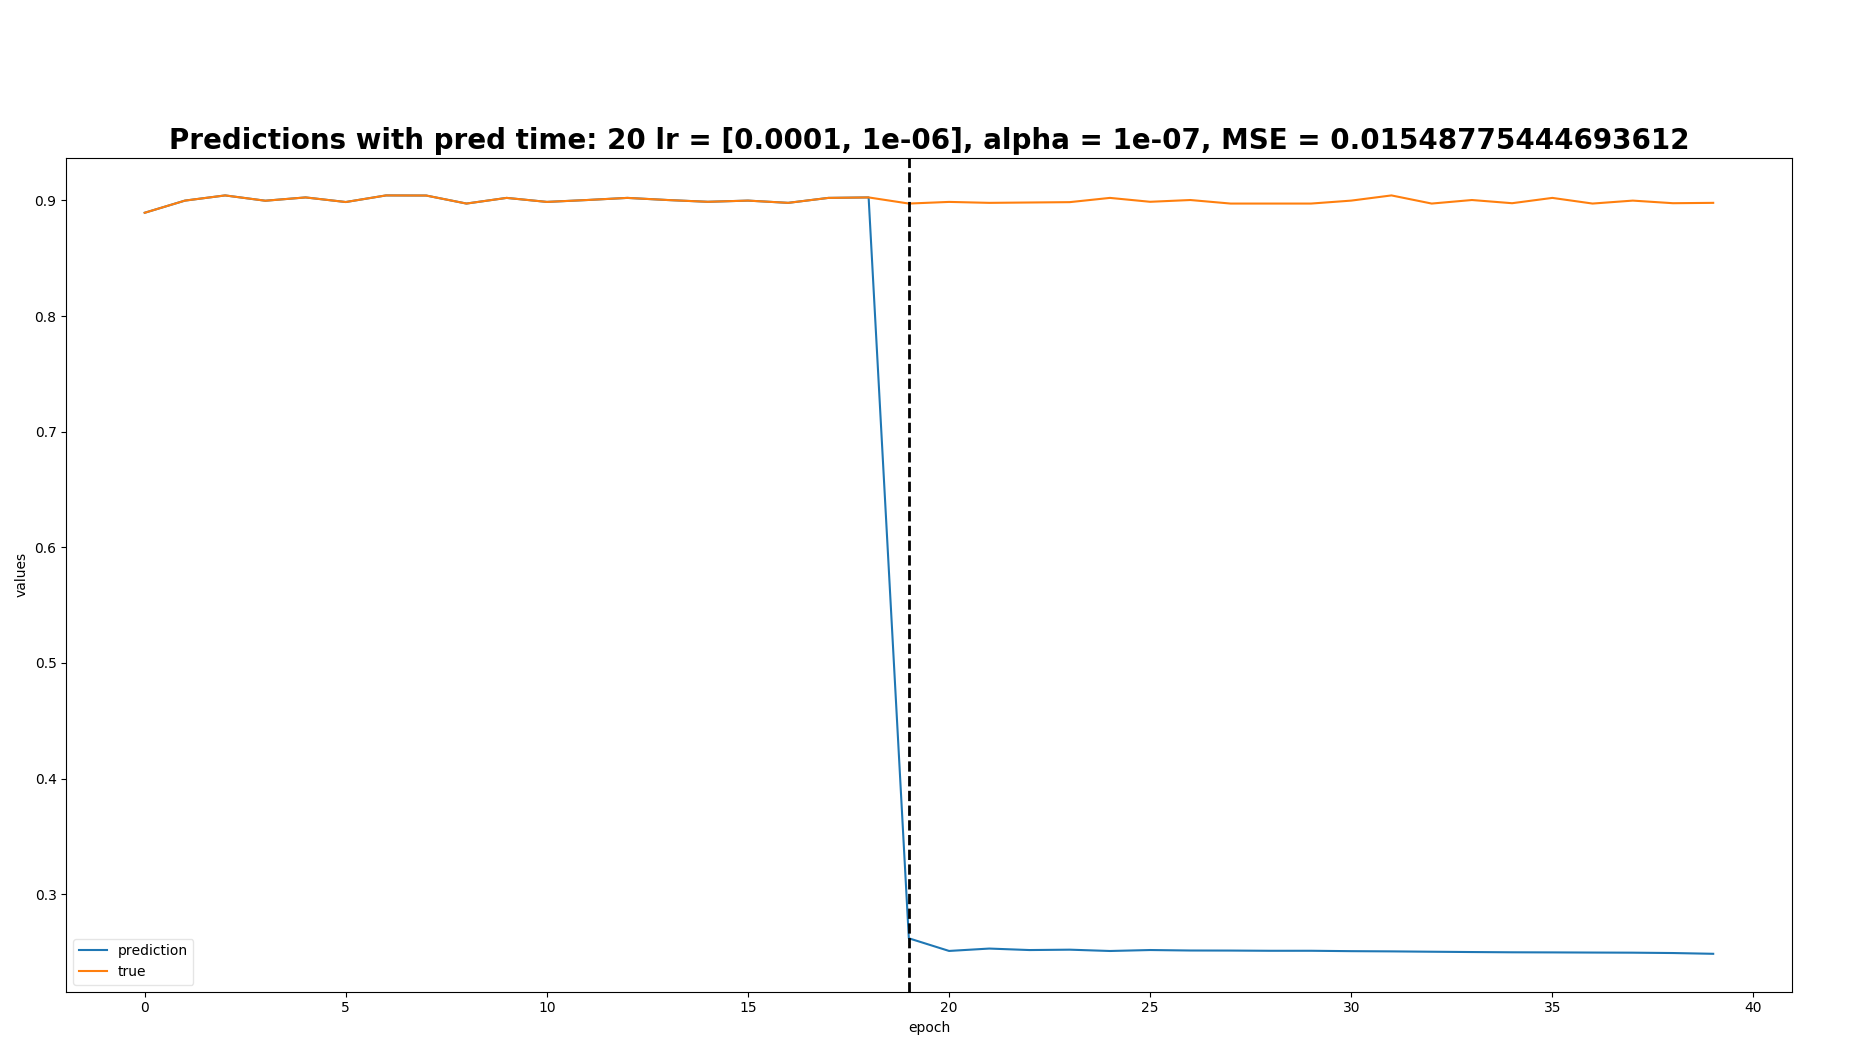 Predictions with pred time: 20 lr = [0.0001, 1e-06], alpha = 1e-07, MSE = 0.01548775444693612
values
0.9
0.8
0.7
0.6
0.5
0.4
0.3
prediction
true
0 5 10 15 20 25 30 35 40
epoch